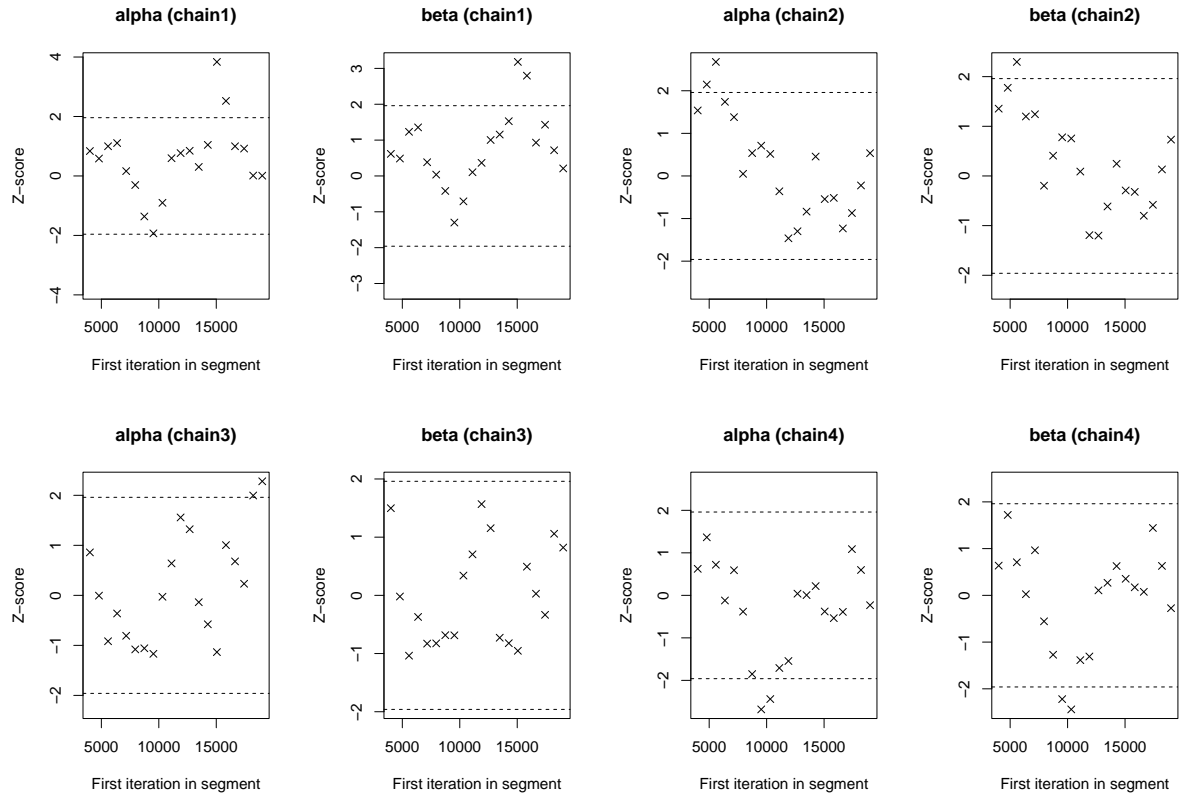 alpha (chain1)
Z−score
−4
−2
0
2
4
5000 10000 15000
First iteration in segment
beta (chain1)
Z−score
−3
−2
−1
0
1
2
3
5000 10000 15000
First iteration in segment
alpha (chain2)
Z−score
−2
−1
0
1
2
5000 10000 15000
First iteration in segment
beta (chain2)
Z−score
−2
−1
0
1
2
5000 10000 15000
First iteration in segment
alpha (chain3)
Z−score
−2
−1
0
1
2
5000 10000 15000
First iteration in segment
beta (chain3)
Z−score
−2
−1
0
1
2
5000 10000 15000
First iteration in segment
alpha (chain4)
Z−score
−2
−1
0
1
2
5000 10000 15000
First iteration in segment
beta (chain4)
Z−score
−2
−1
0
1
2
5000 10000 15000
First iteration in segment